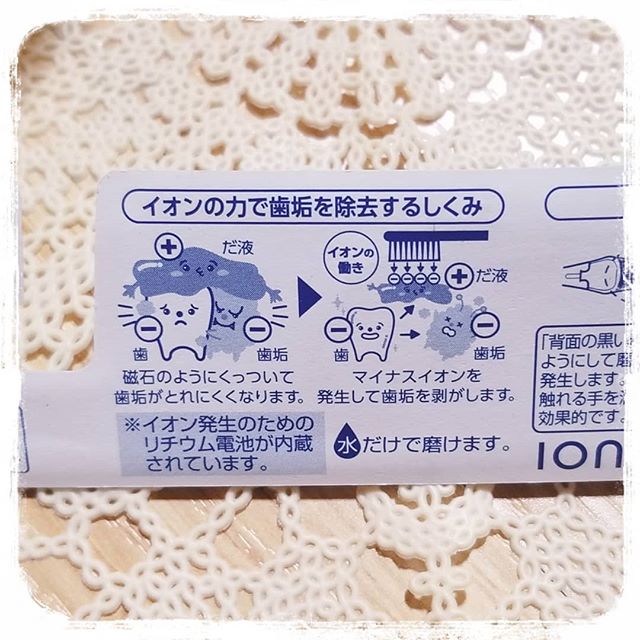 イオンの力で歯垢を除去するしくみ
+
だ液
−
歯
−
歯垢
磁石のようにくっついて
歯垢がとれにくくなります。
イオンの
働き
− − − −
+
だ液
−
歯
−
歯垢
マイナスイオンを
発生して歯垢を剥がします。
※イオン発生のための
リチウム電池が内蔵
されています。
水だけで磨けます。
「背面の黒い
ようにして磨
発生します。
触れる手を
効果的です。
ION